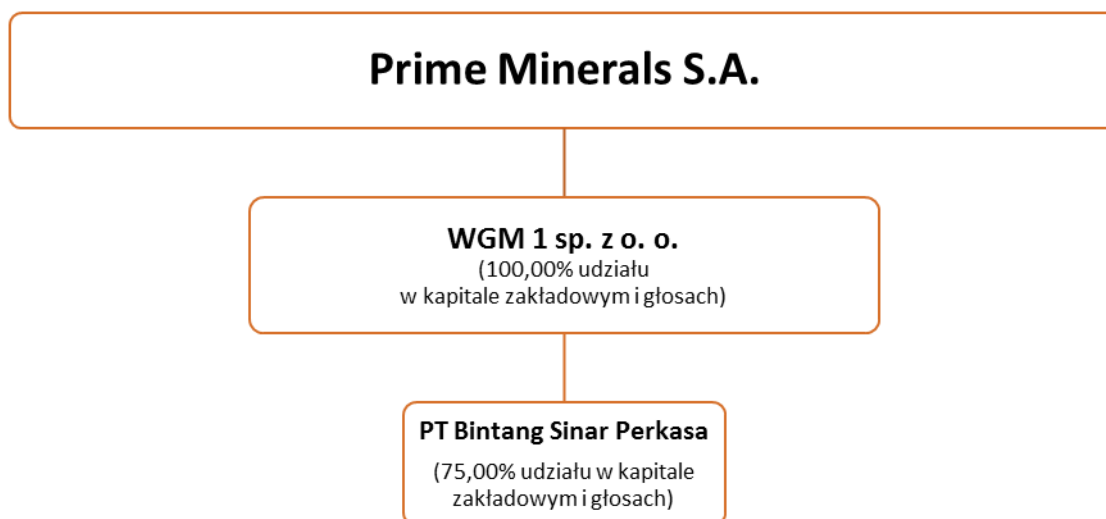 Prime Minerals S.A.
WGM 1 sp. z o. o.
(100,00% udziału
w kapitale zakładowym i głosach)
PT Bintang Sinar Perkasa
(75,00% udziału w kapitale
zakładowym i głosach)